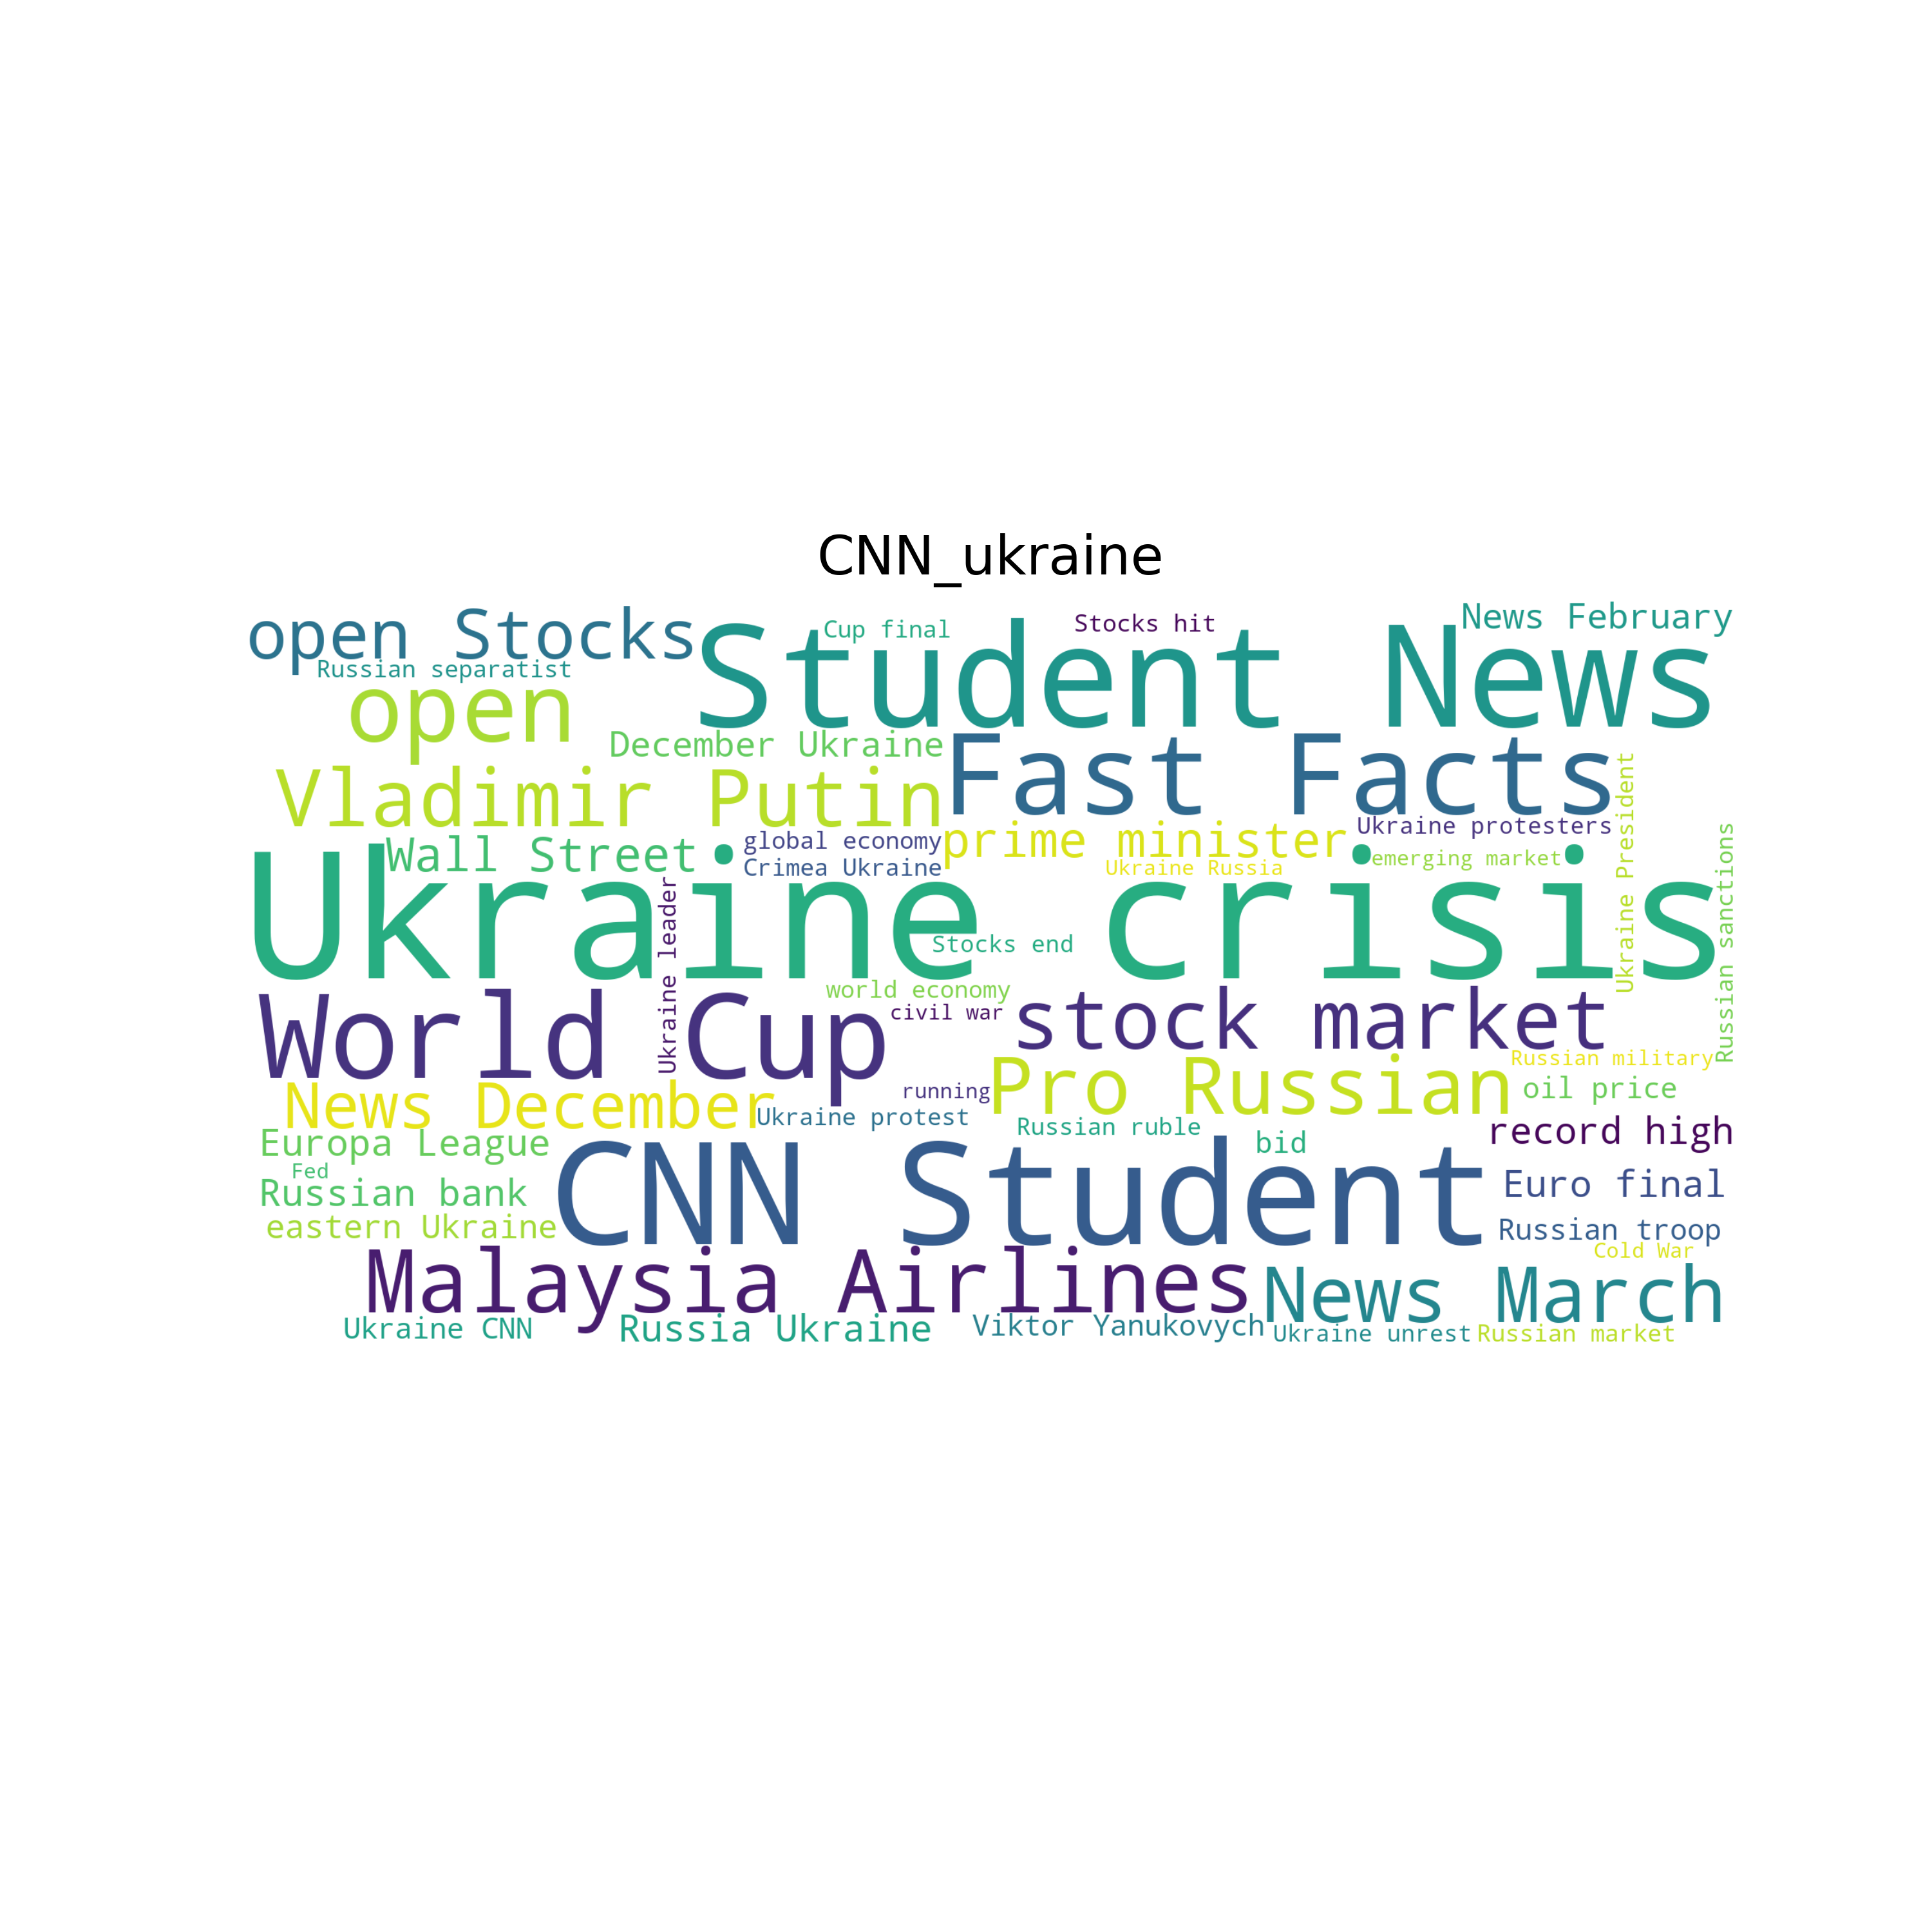 CNN_ukraine
open Stocks
Student News
Cup final
Stocks hit
News February
Russian separatist
open
December Ukraine
Fast Facts
Vladimir Putin
Wall Street
global economy
prime minister
Ukraine protesters
Crimea Ukraine
Ukraine Russia
emerging market
Ukraine President
Russian sanctions
Ukraine crisis
Ukraine leader
Stocks end
World Cup
world economy
civil war
stock market
News December
running
Pro Russian
Russian military
oil price
Ukraine protest
Russian ruble
bid
record high
Europa League
Fed
Russian bank
eastern Ukraine
CNN Student
Euro final
Russian troop
Cold War
Malaysia Airlines
News March
Ukraine CNN
Russia Ukraine
Viktor Yanukovych
Ukraine unrest
Russian market